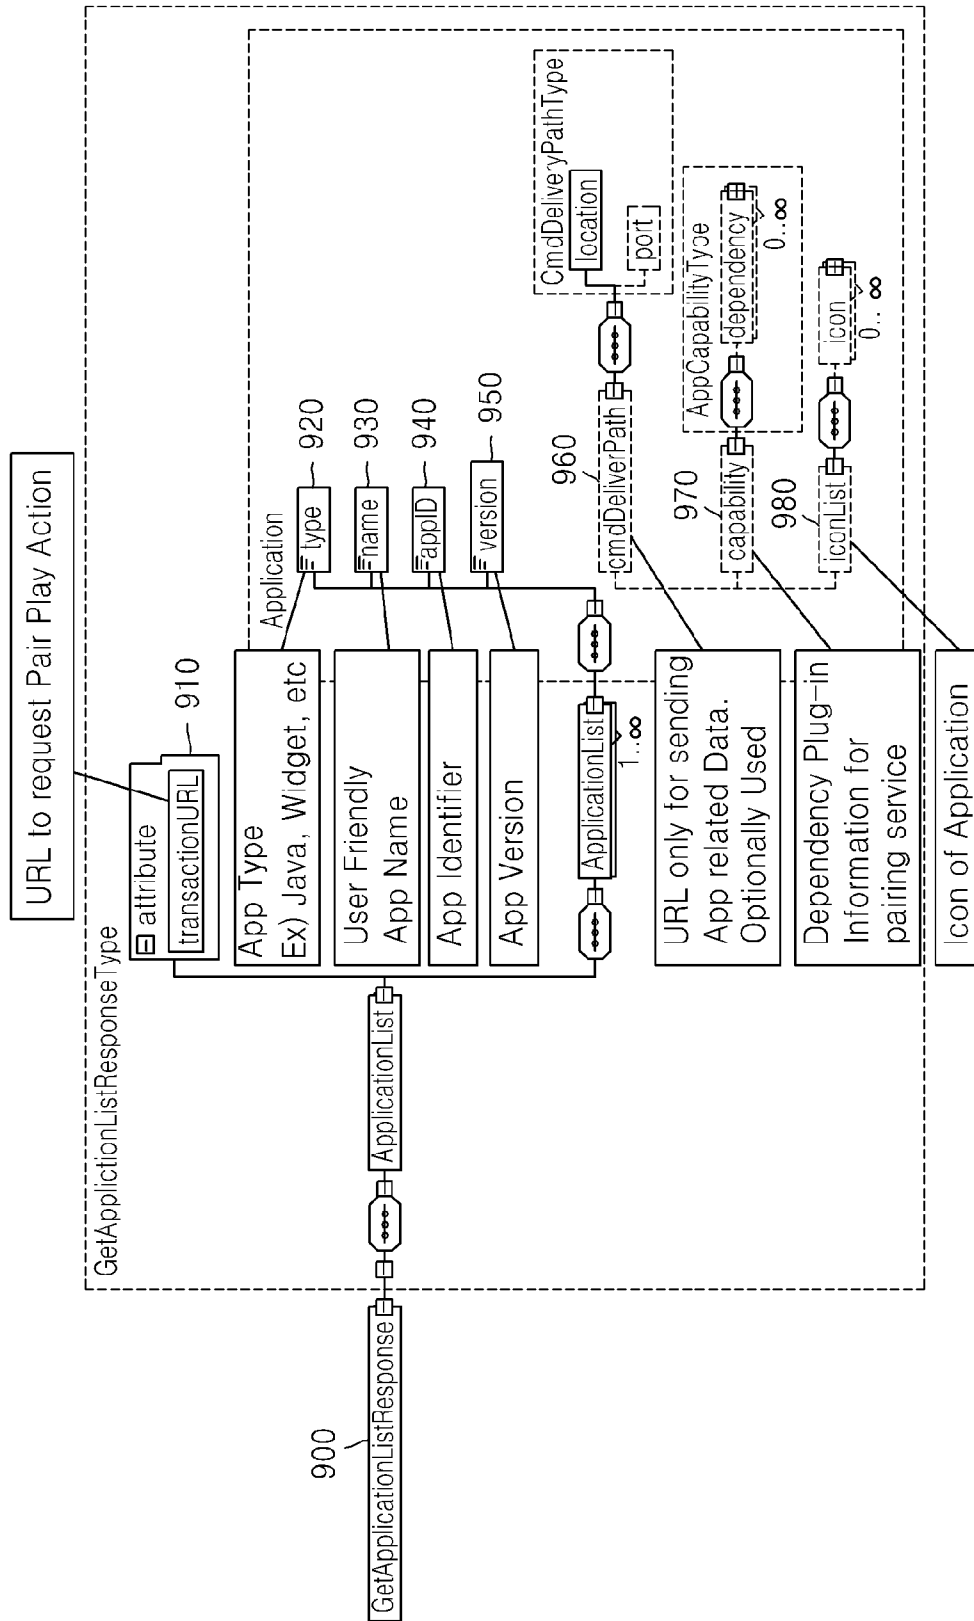 URL to request Pair Play Action
GetApplictionListResponseType
attribute
transactionURL
910
App Type
Ex) Java, Widget, etc
User Friendly
App Name
App Identifier
App Version
Application
type
920
name
930
appID
940
version
950
900
GetApplicationListResponse
ApplicationList
ApplicationList
1..∞
URL only for sending
App related Data.
Optionally Used
Dependency Plug-in
Information for
pairing service
Icon of Application
960
cmdDeliverPath
CmdDeliveryPathType
location
port
970
capability
AppCapabilityType
dependency
0..∞
980
iconList
icon
0..∞